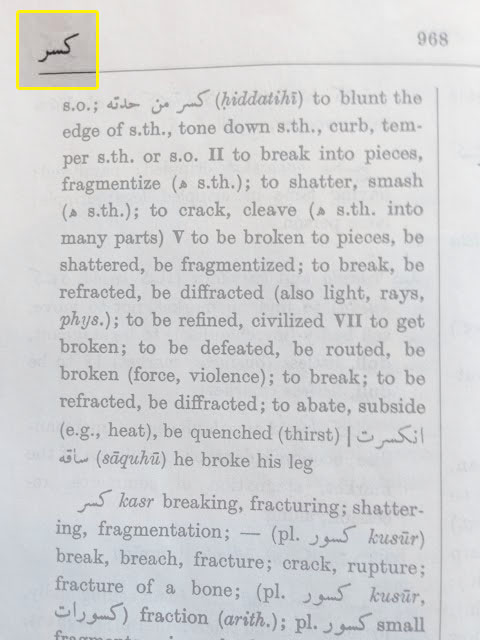 كسر
968
s.o.; كسر من حدته (ḥiddatihī) to blunt the
edge of s.th., tone down s.th., curb, tem-
per s.th. or s.o. II to break into pieces,
fragmentize (ه s.th.); to shatter, smash
(ه s.th.); to crack, cleave (ه s.th. into
many parts) V to be broken to pieces, be
shattered, be fragmentized; to break, be
refracted, be diffracted (also light, rays,
phys.); to be refined, civilized VII to get
broken; to be defeated, be routed, be
broken (force, violence); to break; to be
refracted, be diffracted; to abate, subside
(e.g., heat), be quenched (thirst) | انكسرت
ساقه (sāquhū) he broke his leg
كسر kasr breaking, fracturing; shatter-
ing, fragmentation; — (pl. كسور kusūr)
break, breach, fracture; crack, rupture;
fracture of a bone; (pl. كسور kusūr,
كسورات) fraction (arith.); pl. كسور small